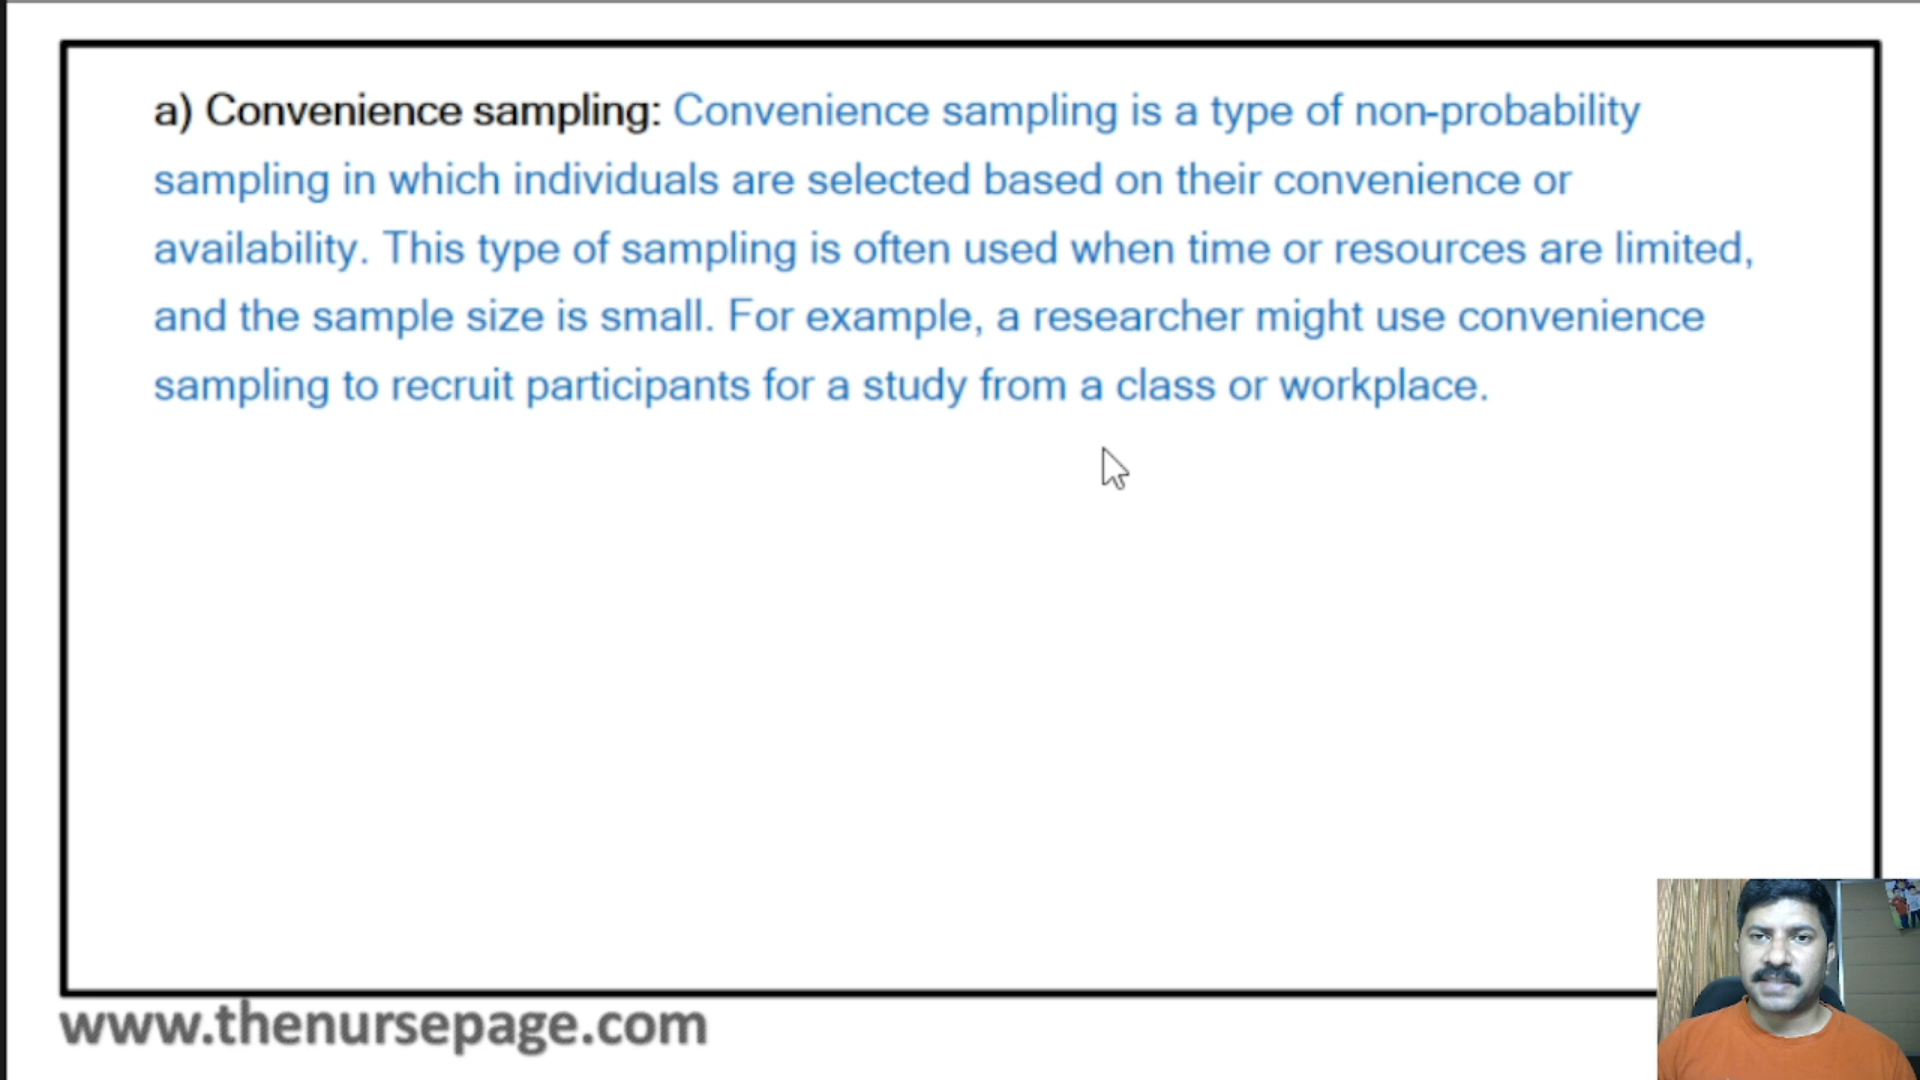 a) Convenience sampling: Convenience sampling is a type of non-probability
sampling in which individuals are selected based on their convenience or
availability. This type of sampling is often used when time or resources are limited,
and the sample size is small. For example, a researcher might use convenience
sampling to recruit participants for a study from a class or workplace.
www.thenursepage.com